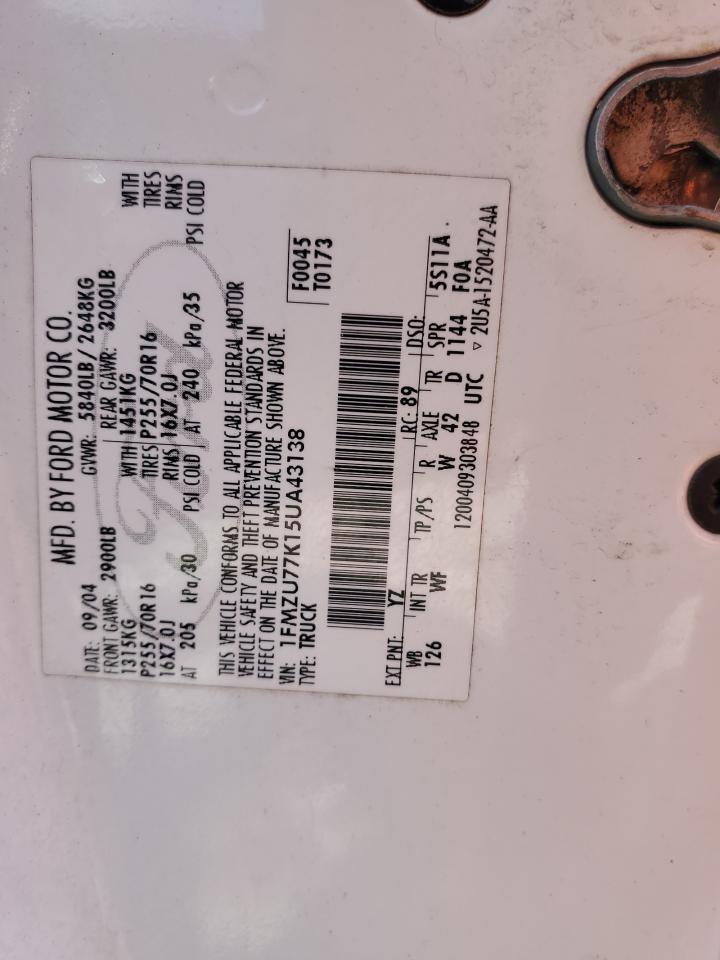 MFD. BY FORD MOTOR CO.
DATE: 09/04 GVWR: 5840LB/2648KG
FRONT GAWR: 2900LB REAR GAWR: 3200LB
1315KG WITH 1451KG WITH
P255/70R16 TIRES P255/70R16 TIRES
16X7.0J RIMS 16X7.0J RIMS
AT 205 kPa/30 PSI COLD AT 240 kPa/35 PSI COLD
Ford
THIS VEHICLE CONFORMS TO ALL APPLICABLE FEDERAL MOTOR
VEHICLE SAFETY AND THEFT PREVENTION STANDARDS IN
EFFECT ON THE DATE OF MANUFACTURE SHOWN ABOVE.
VIN: 1FMZU77K15UA43138 F0045
TYPE: TRUCK T0173
EXT PNT: YZ RC: 89 DSO:
WB INT TR TP/PS R AXLE TR SPR 5S11A
126 WF W 42 D 1144 F0A
1200409303848 UTC ▽ 2U5A-1520472-AA